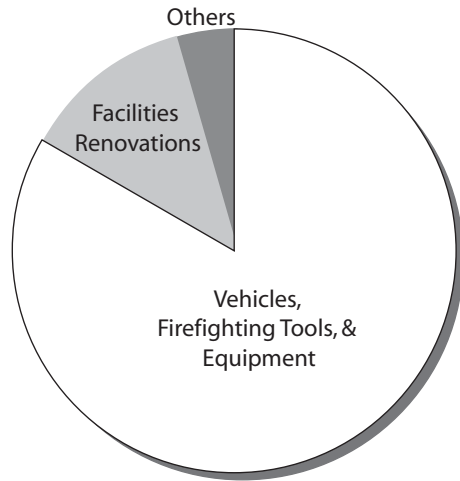 Others
Facilities
Renovations
Vehicles,
Firefighting Tools, &
Equipment